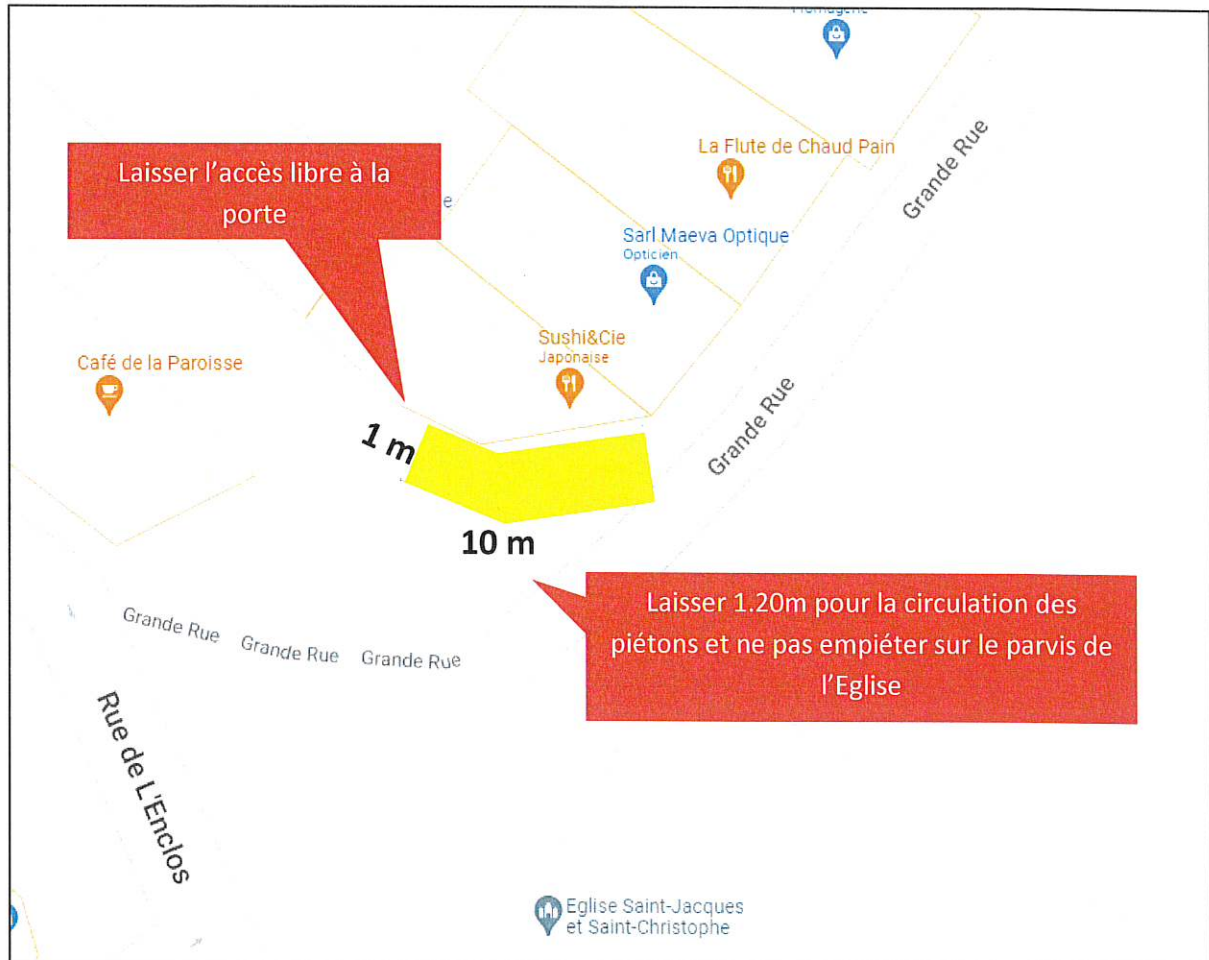 La Flute de Chaud Pain
Grande Rue
Laisser l'accès libre à la
porte
e
Sarl Maeva Optique
Opticien
Sushi&Cie
Japonaise
Café de la Paroisse
Grande Rue
1 m
10 m
Laisser 1.20m pour la circulation des
piétons et ne pas empiéter sur le parvis de
l'Eglise
Grande Rue Grande Rue Grande Rue
Rue de L'Enclos
Eglise Saint-Jacques
et Saint-Christophe